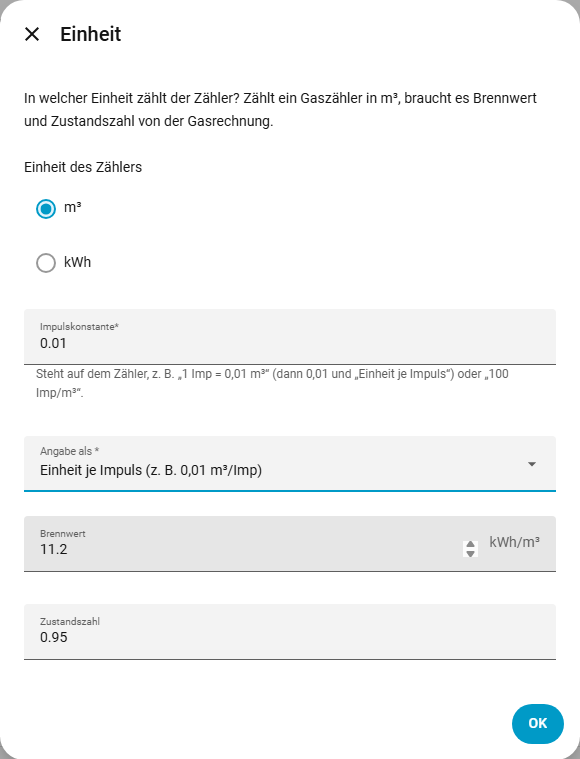 Einheit
In welcher Einheit zählt der Zähler? Zählt ein Gaszähler in m³, braucht es Brennwert
und Zustandszahl von der Gasrechnung.
Einheit des Zählers
m³
kWh
Impulskonstante*
0.01
Steht auf dem Zähler, z. B. „1 Imp = 0,01 m³“ (dann 0,01 und „Einheit je Impuls“) oder „100
Imp/m³“.
Angabe als *
Einheit je Impuls (z. B. 0,01 m³/Imp)
Brennwert
11.2
kWh/m³
Zustandszahl
0.95
OK